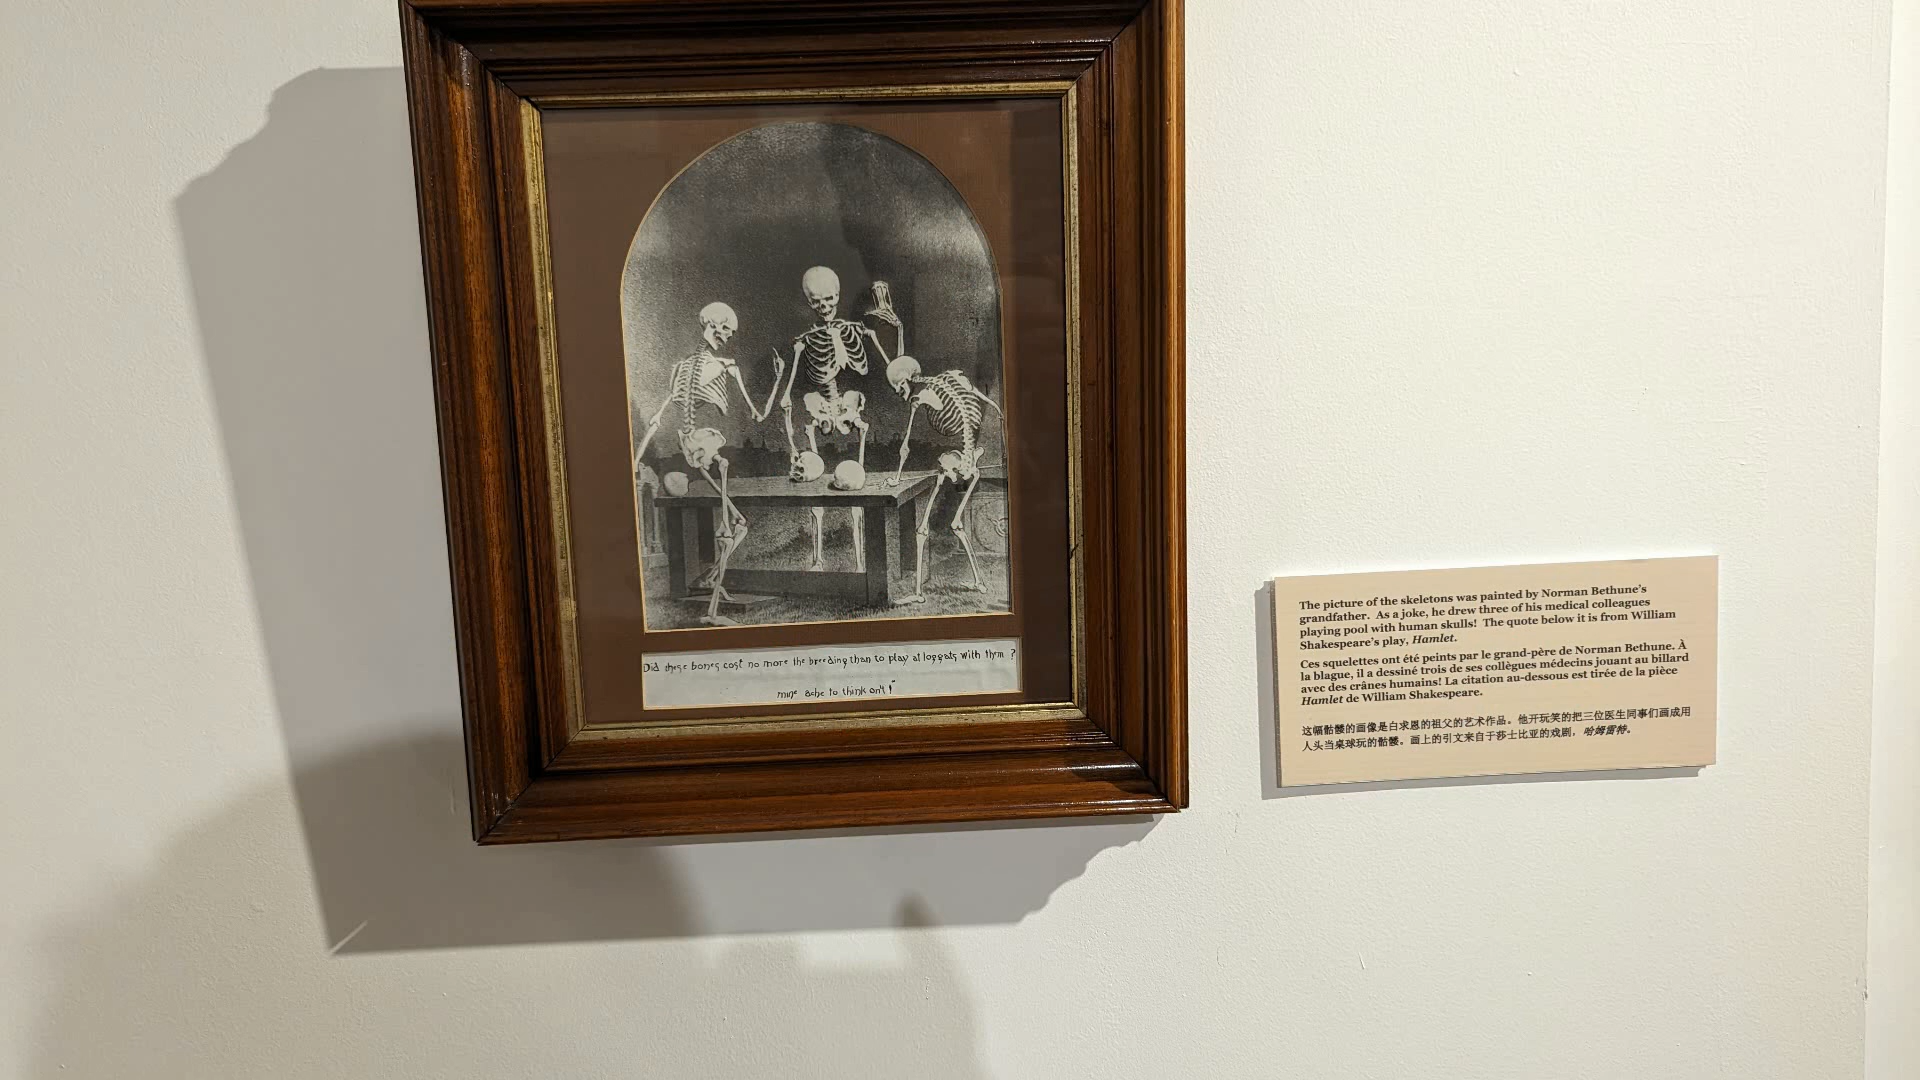 Did these bones cost no more the breeding than to play at loggats with them ?
mine ache to think on't !"
The picture of the skeletons was painted by Norman Bethune's
grandfather. As a joke, he drew three of his medical colleagues
playing pool with human skulls! The quote below it is from William
Shakespeare's play, Hamlet.
Ces squelettes ont été peints par le grand-père de Norman Bethune. À
la blague, il a dessiné trois de ses collègues médecins jouant au billard
avec des crânes humains! La citation au-dessous est tirée de la pièce
Hamlet de William Shakespeare.
这幅骷髅的画像是白求恩的祖父的艺术作品。他开玩笑的把三位医生同事们画成用
人头当桌球玩的骷髅。画上的引文来自于莎士比亚的戏剧，哈姆雷特。